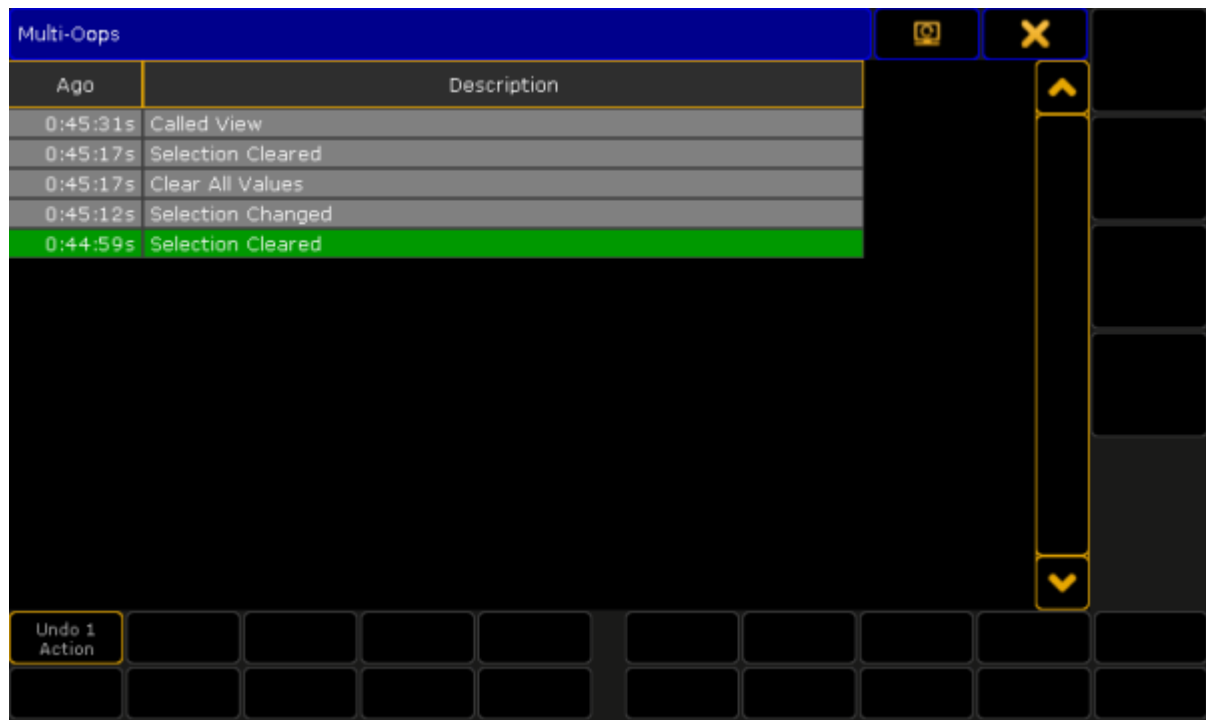 Multi-Oops
Ago Description
0:45:31s Called View
0:45:17s Selection Cleared
0:45:17s Clear All Values
0:45:12s Selection Changed
0:44:59s Selection Cleared
Undo 1
Action